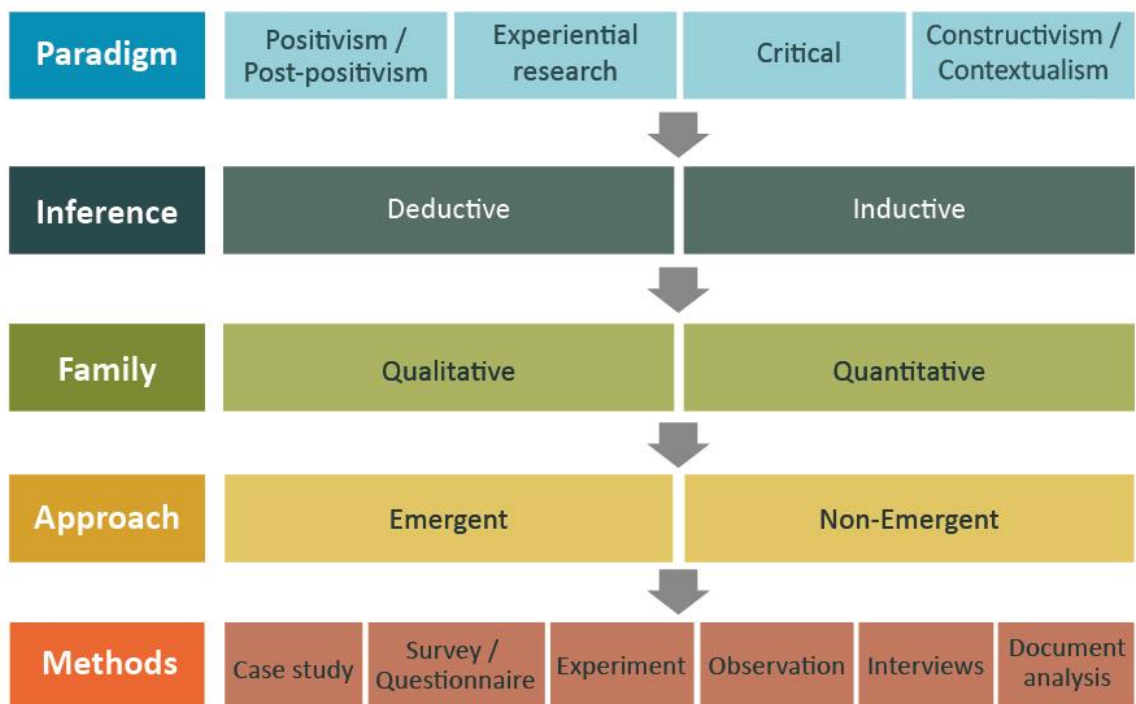 Paradigm
Positivism /
Post-positivism
Experiential
research
Critical
Constructivism /
Contextualism
Inference
Deductive
Inductive
Family
Qualitative
Quantitative
Approach
Emergent
Non-Emergent
Methods
Case study
Survey /
Questionnaire
Experiment
Observation
Interviews
Document
analysis